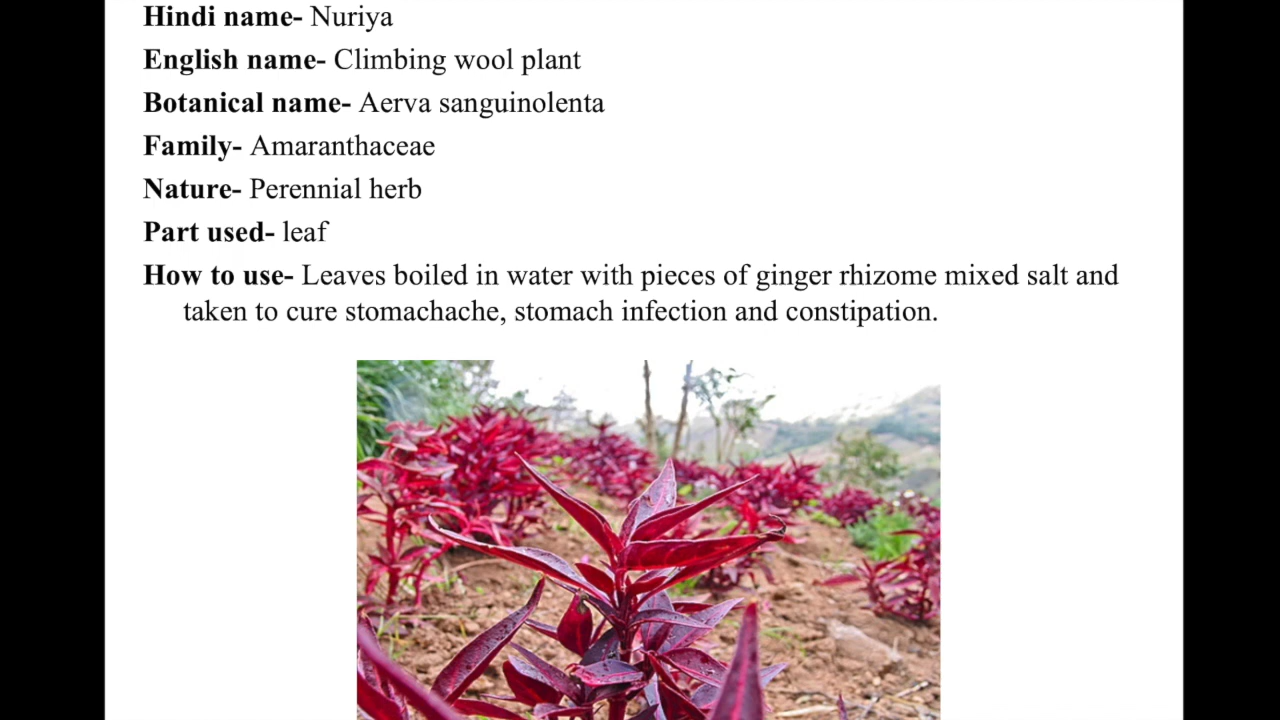 Hindi name- Nuriya
English name- Climbing wool plant
Botanical name- Aerva sanguinolenta
Family- Amaranthaceae
Nature- Perennial herb
Part used- leaf
How to use- Leaves boiled in water with pieces of ginger rhizome mixed salt and
taken to cure stomachache, stomach infection and constipation.